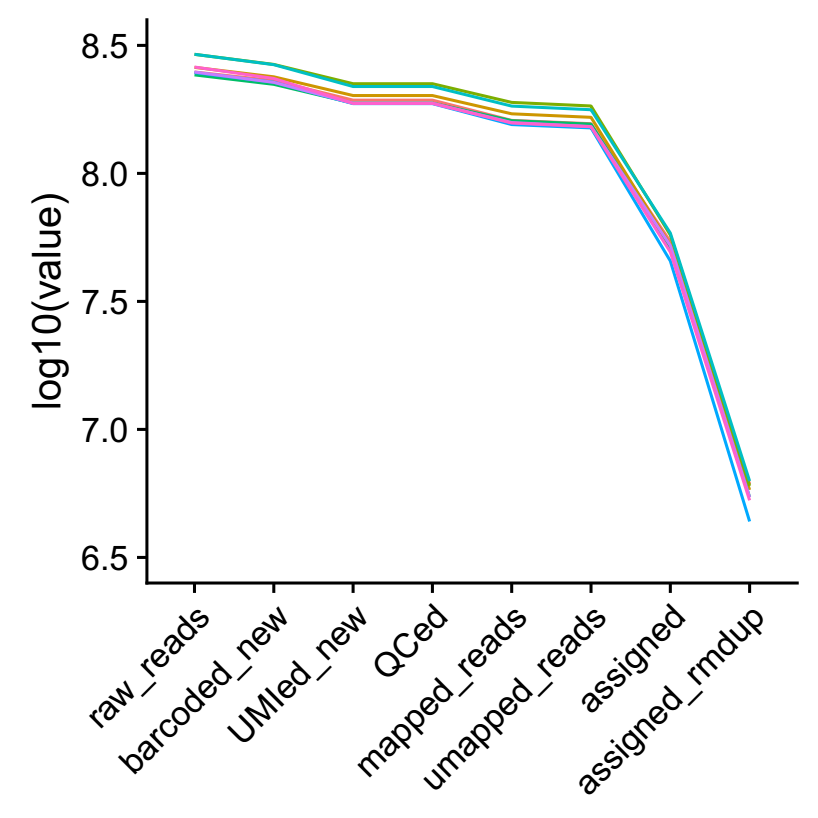 log10(value)
8.5
8.0
7.5
7.0
6.5
raw_reads
barcoded_new
UMIed_new
QCed
mapped_reads
umapped_reads
assigned
assigned_rmdup